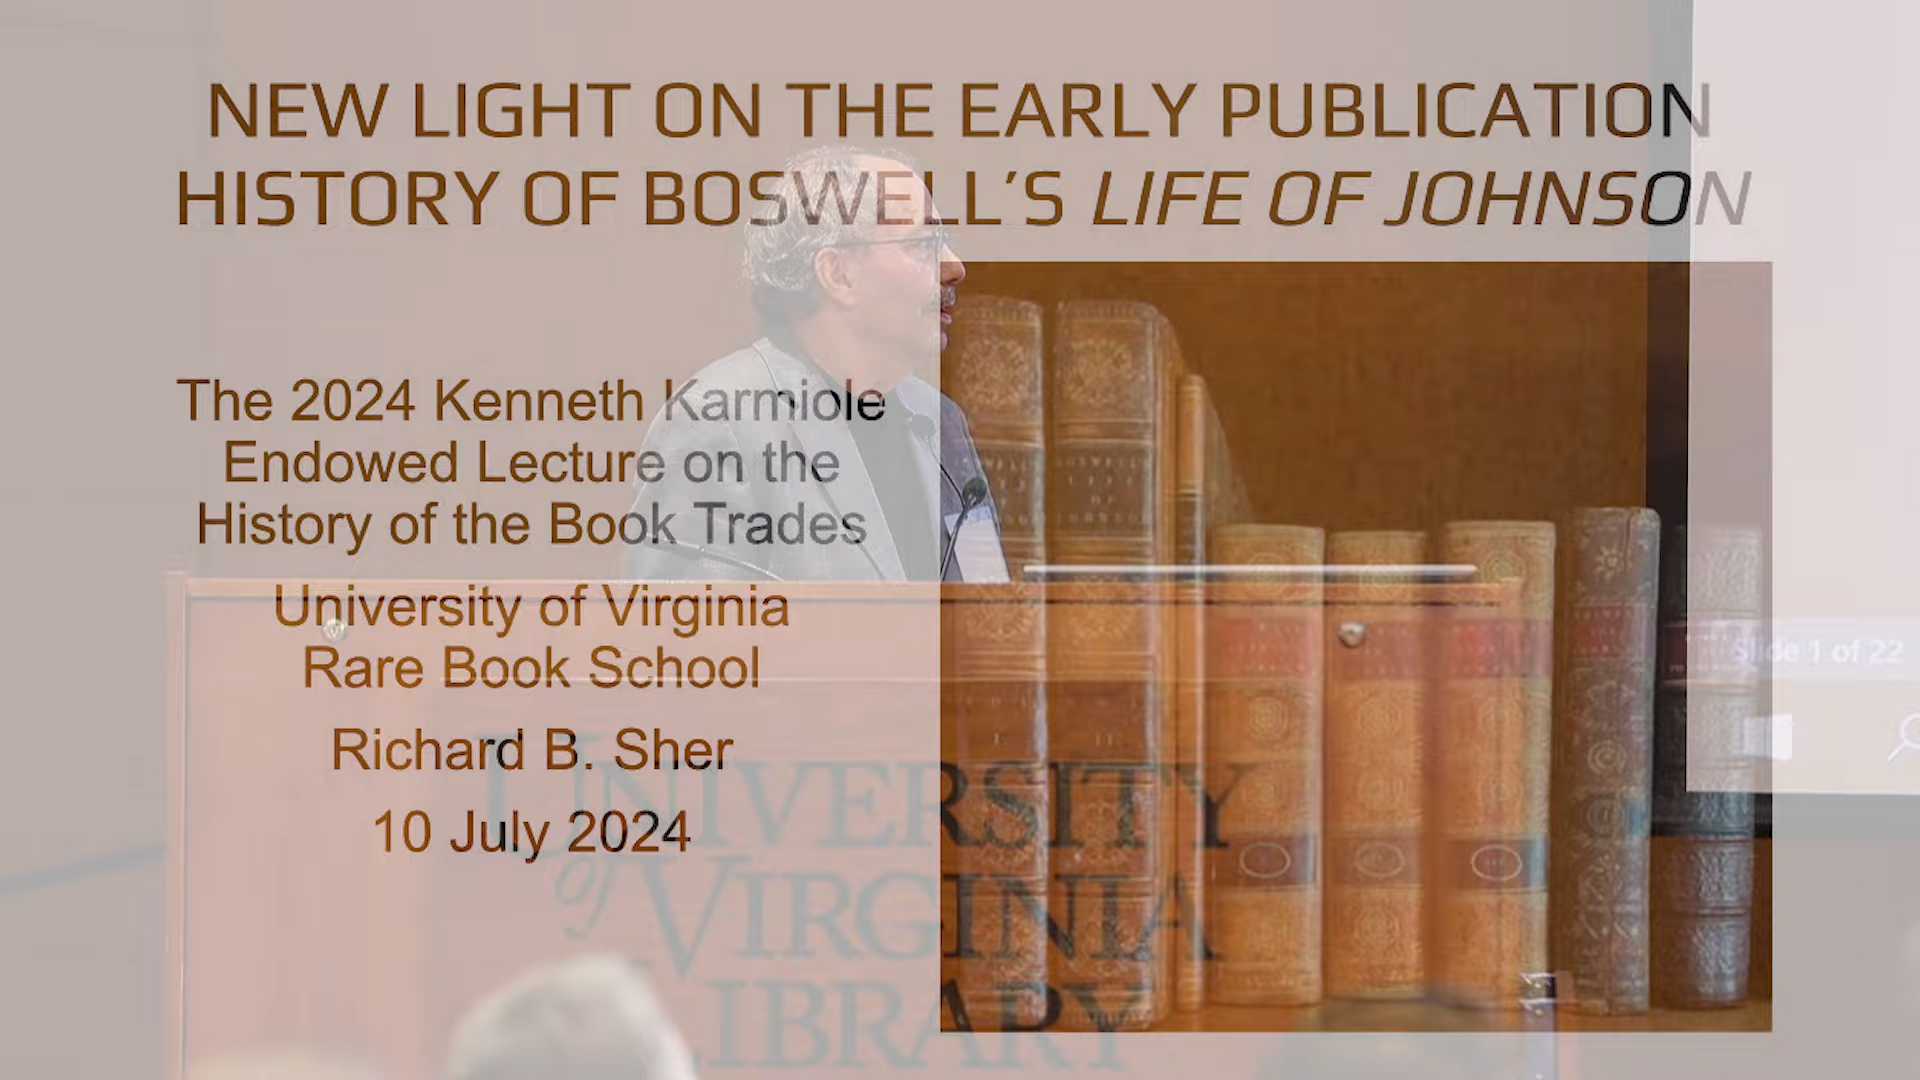 NEW LIGHT ON THE EARLY PUBLICATION
HISTORY OF BOSWELL'S LIFE OF JOHNSON
The 2024 Kenneth Karmiole
Endowed Lecture on the
History of the Book Trades
University of Virginia
Rare Book School
Richard B. Sher
10 July 2024
Slide 1 of 22
UNIVERSITY
of VIRGINIA
LIBRARY